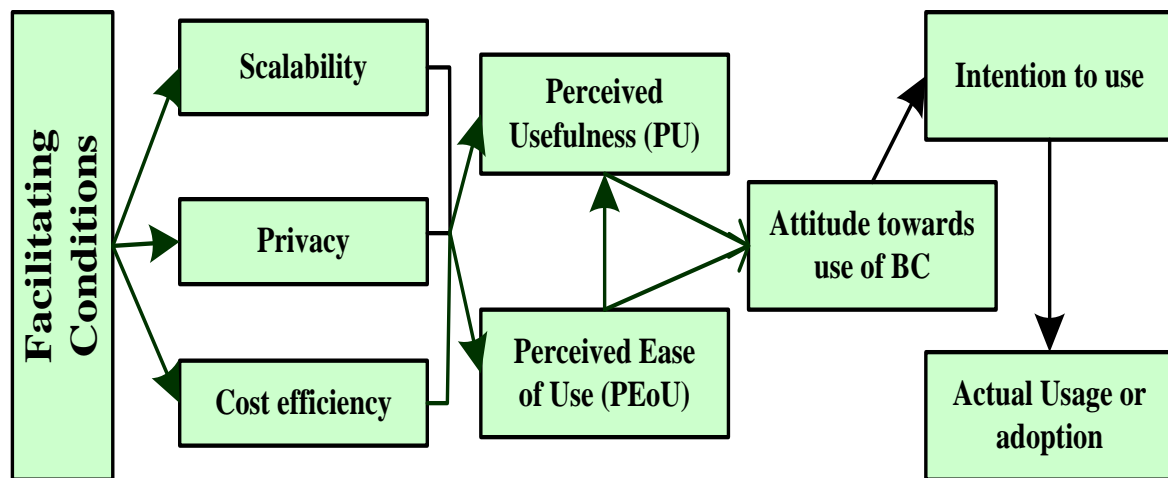 Facilitating
Conditions
Scalability
Privacy
Cost efficiency
Perceived
Usefulness (PU)
Perceived Ease
of Use (PEoU)
Attitude towards
use of BC
Intention to use
Actual Usage or
adoption